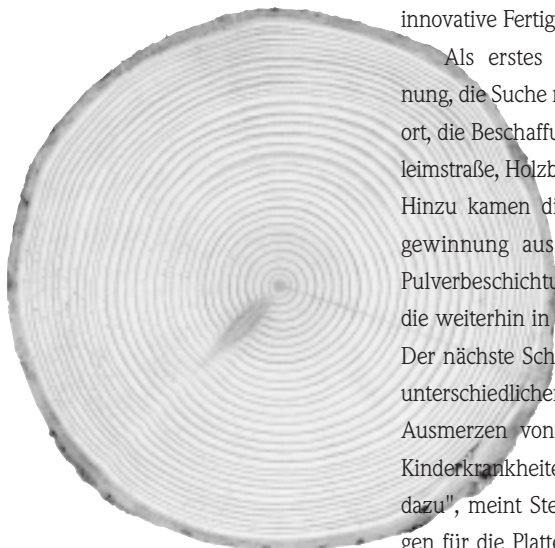 innovative Fertig
Als erstes
nung, die Suche
ort, die Beschaffu
leimstraße, Holzb
Hinzu kamen di
gewinnung aus
Pulverbeschichtu
die weiterhin in
Der nächste Sch
unterschiedlicher
Ausmerzen von
Kinderkrankheite
dazu", meint Ste
gen für die Platte